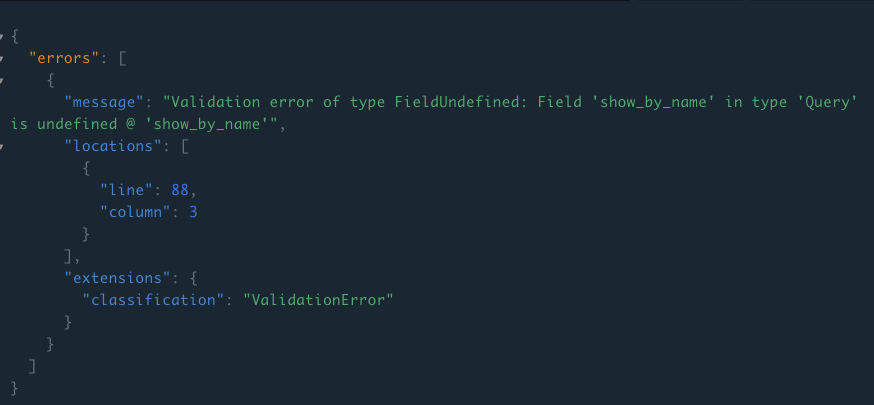 {
  "errors": [
    {
      "message": "Validation error of type FieldUndefined: Field 'show_by_name' in type 'Query'
is undefined @ 'show_by_name'",
      "locations": [
        {
          "line": 88,
          "column": 3
        }
      ],
      "extensions": {
        "classification": "ValidationError"
      }
    }
  ]
}